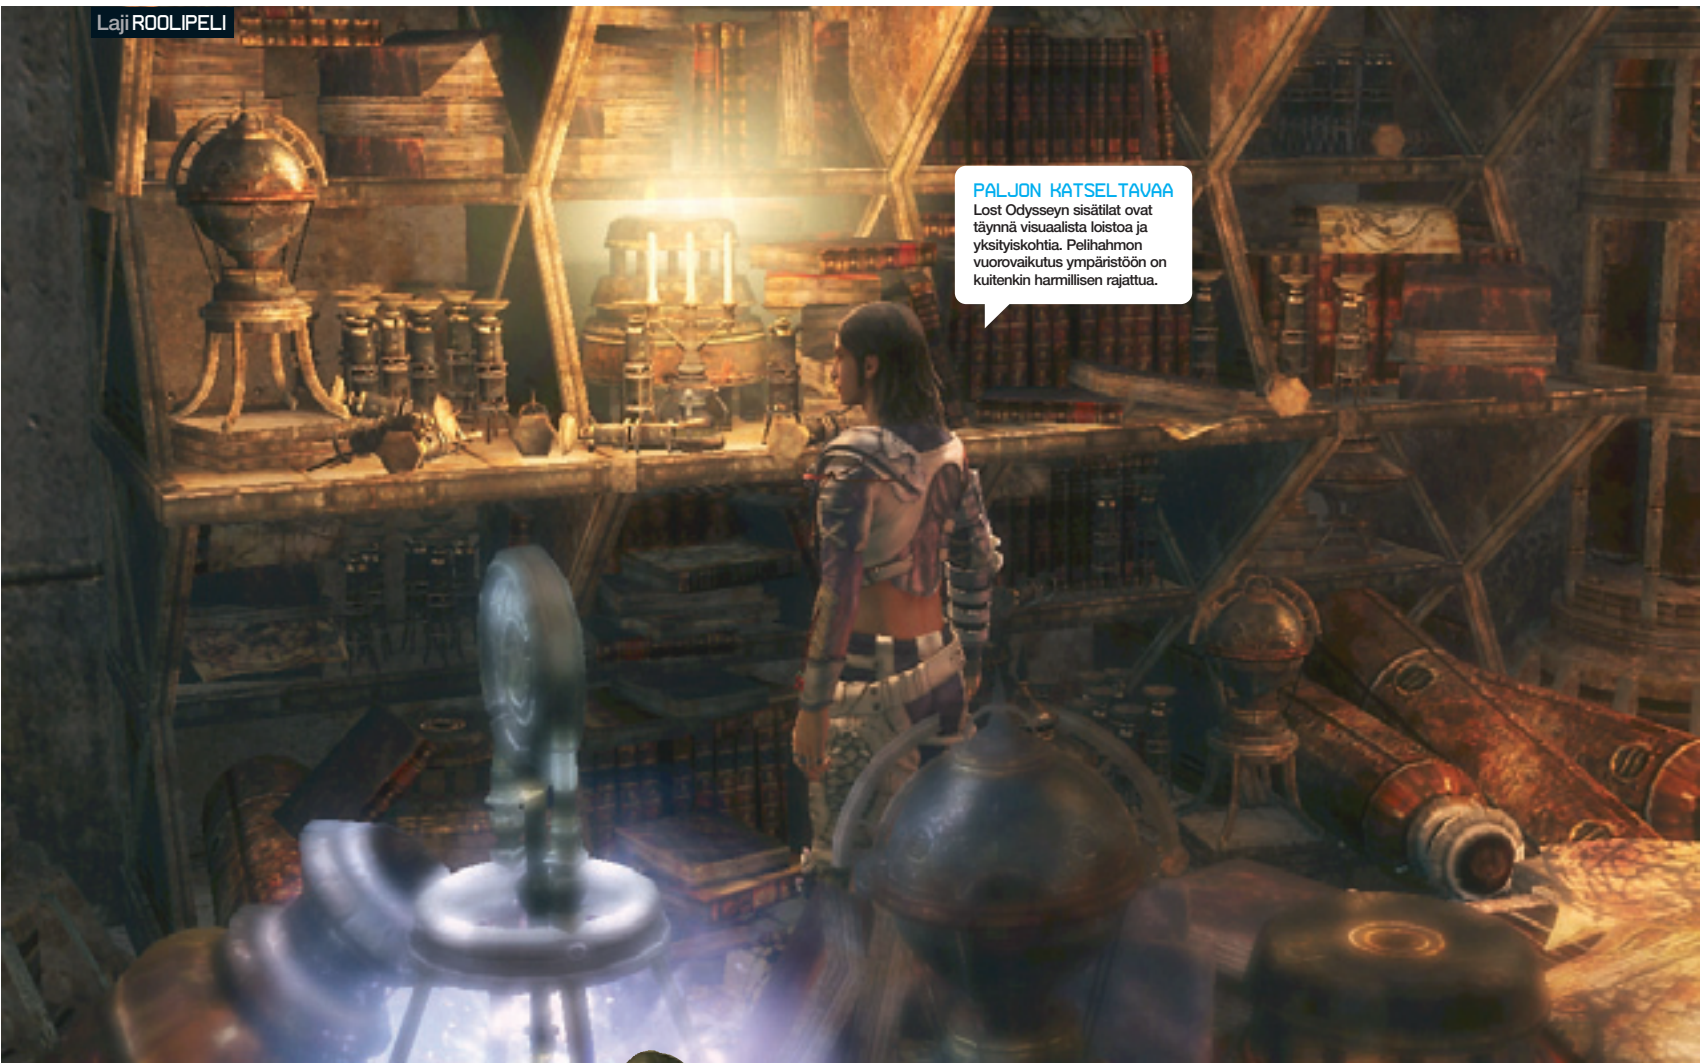 Laji ROOLIPELI
PALJON KATSELTAVAA
Lost Odysseyn sisätilat ovat
täynnä visuaalista loistoa ja
yksityiskohtia. Pelihahmon
vuorovaikutus ympäristöön on
kuitenkin harmillisen rajattua.